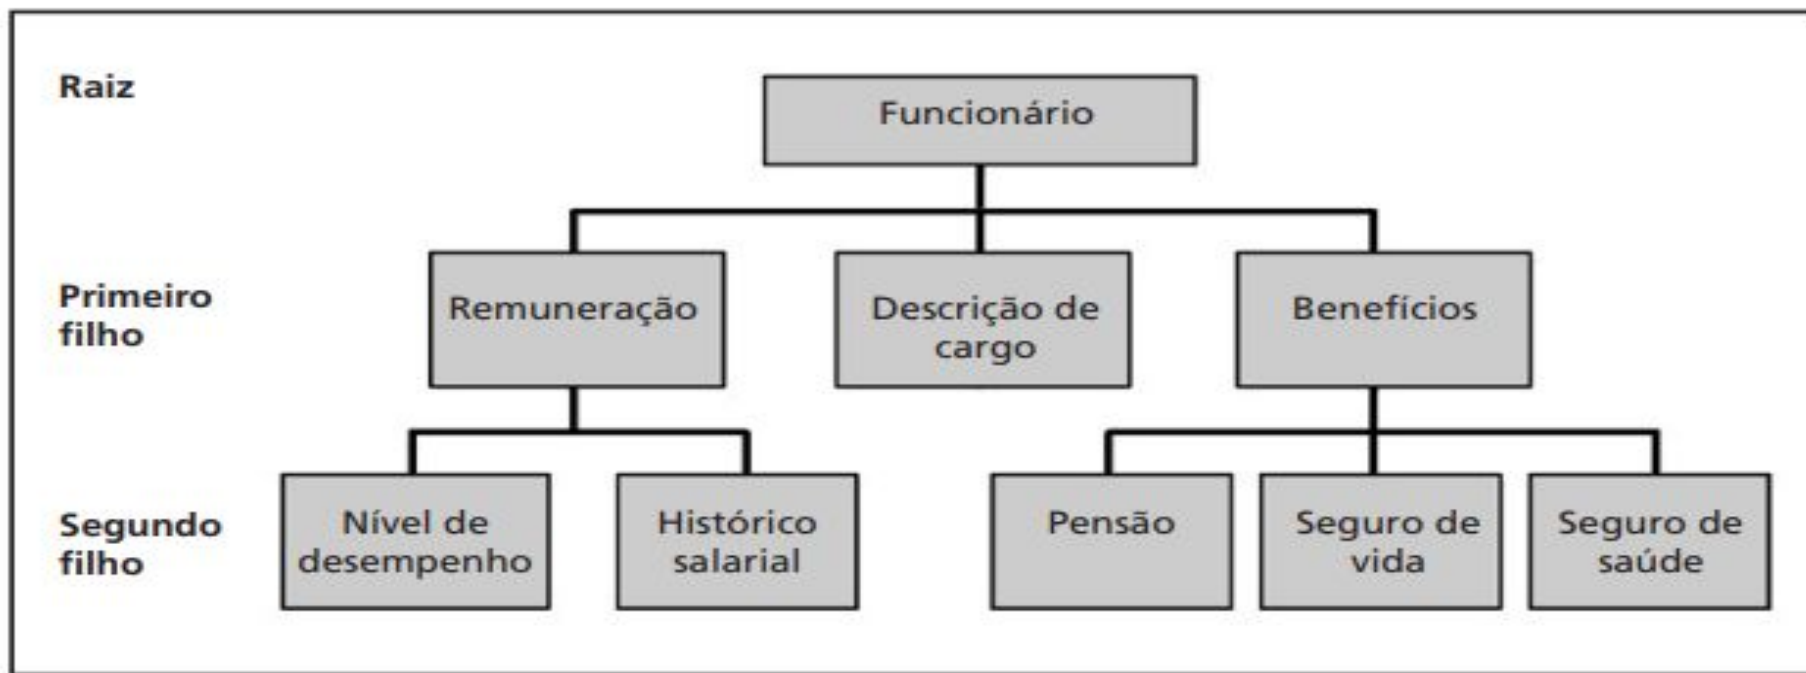 Raiz
Funcionário
Primeiro
filho
Remuneração
Descrição de
cargo
Benefícios
Segundo
filho
Nível de
desempenho
Histórico
salarial
Pensão
Seguro de
vida
Seguro de
saúde